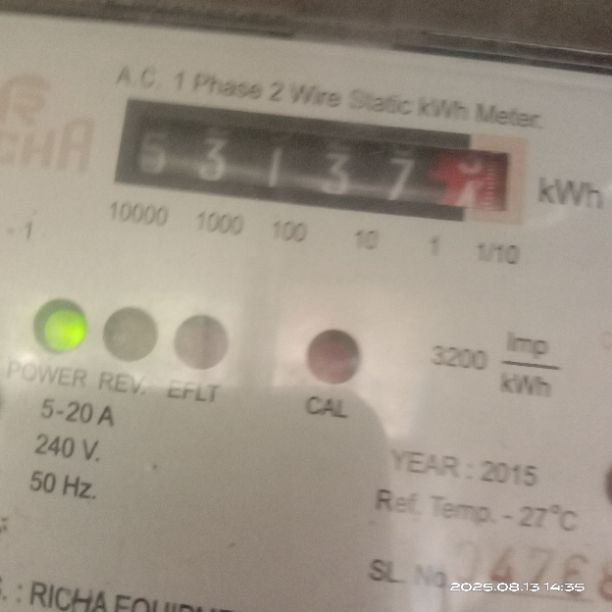 A.C. 1 Phase 2 Wire Static kWh Meter.
RICHA
5 3 1 3 7
kWh
10000 1000 100 10 1 1/10
- 1
POWER REV. EFLT CAL
3200 Imp
kWh
5-20 A
240 V.
50 Hz.
YEAR : 2015
Ref. Temp. - 27°C
SL. No.
2025.08.13 14:35
: RICHA